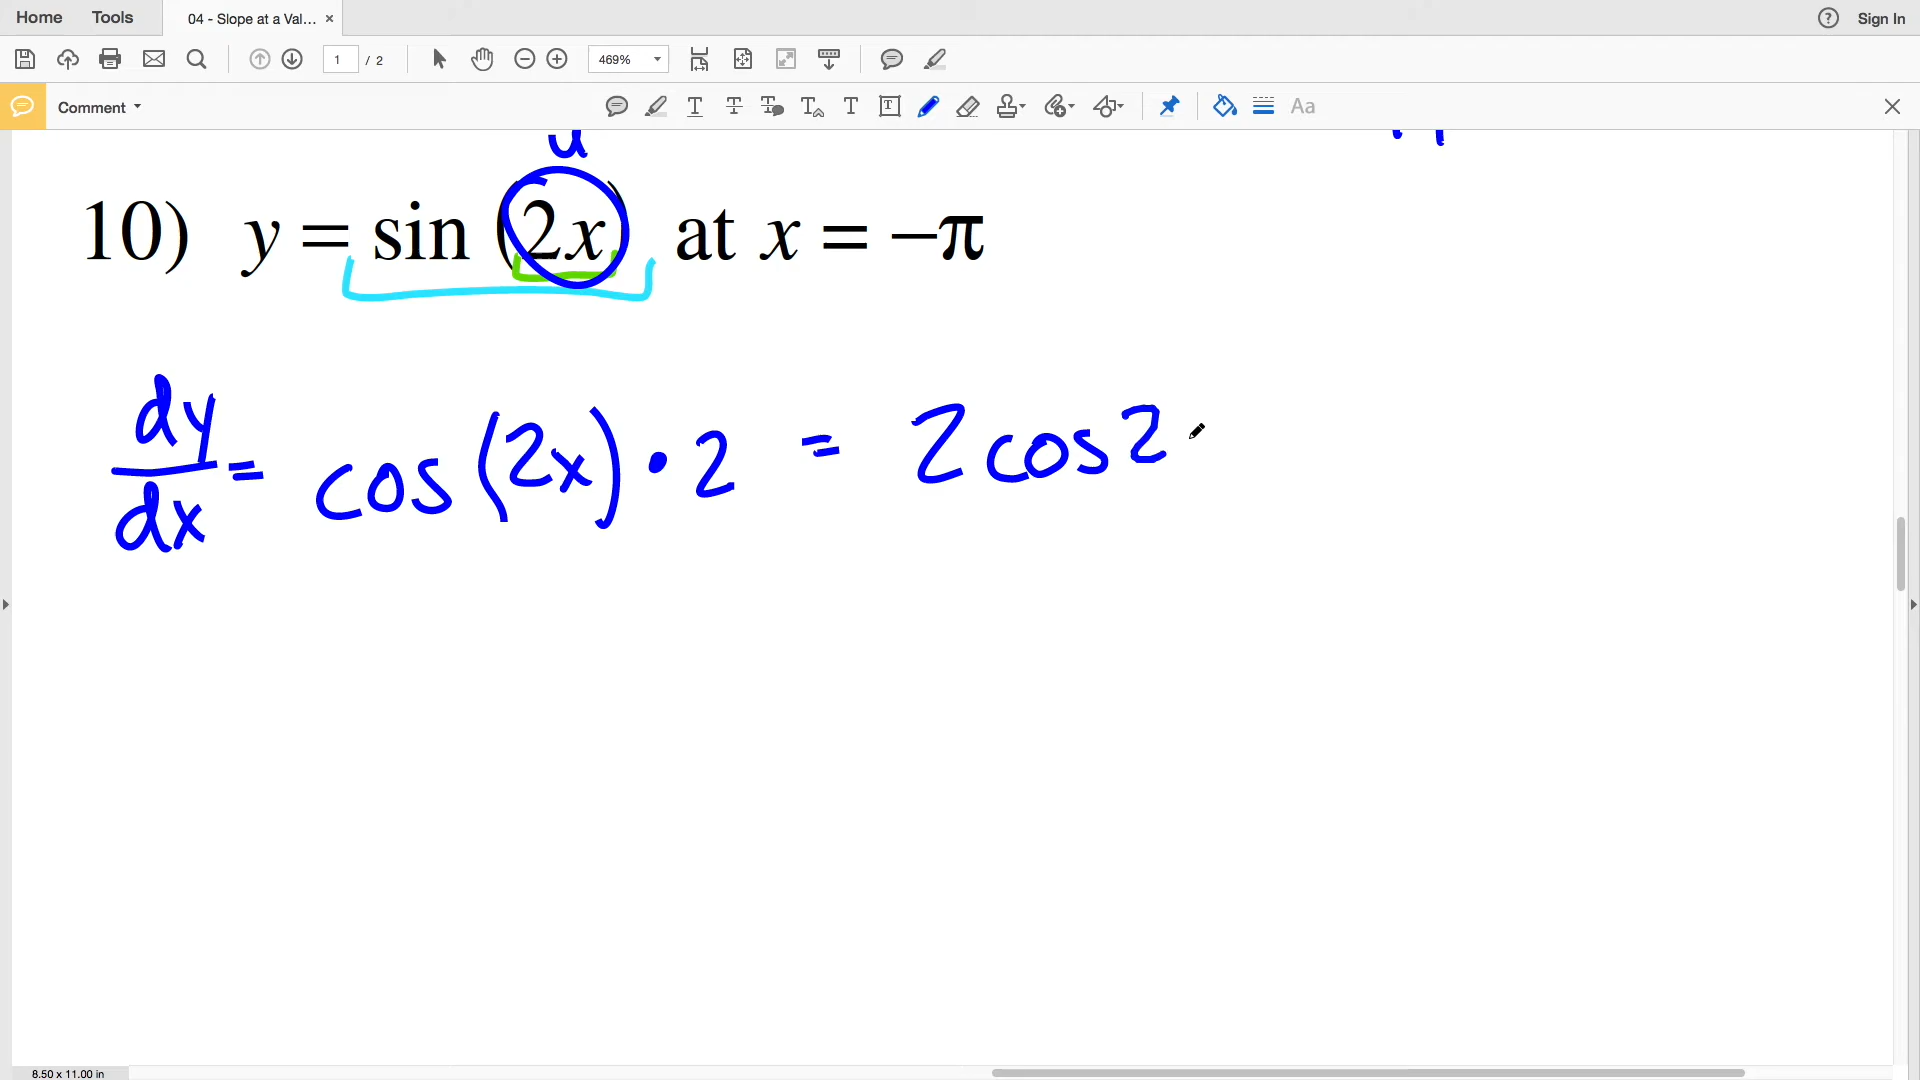 Home Tools 04 - Slope at a Val... × ? Sign In
1 / 2 469%
Comment T T T T T T Aa
u
10) y = sin (2x) at x = −π
dy/dx = cos(2x) • 2 = 2cos2
8.50 x 11.00 in